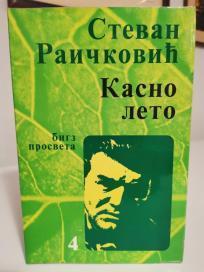 Стеван
Раичковић
Касно
лето
бигз
просвета
4